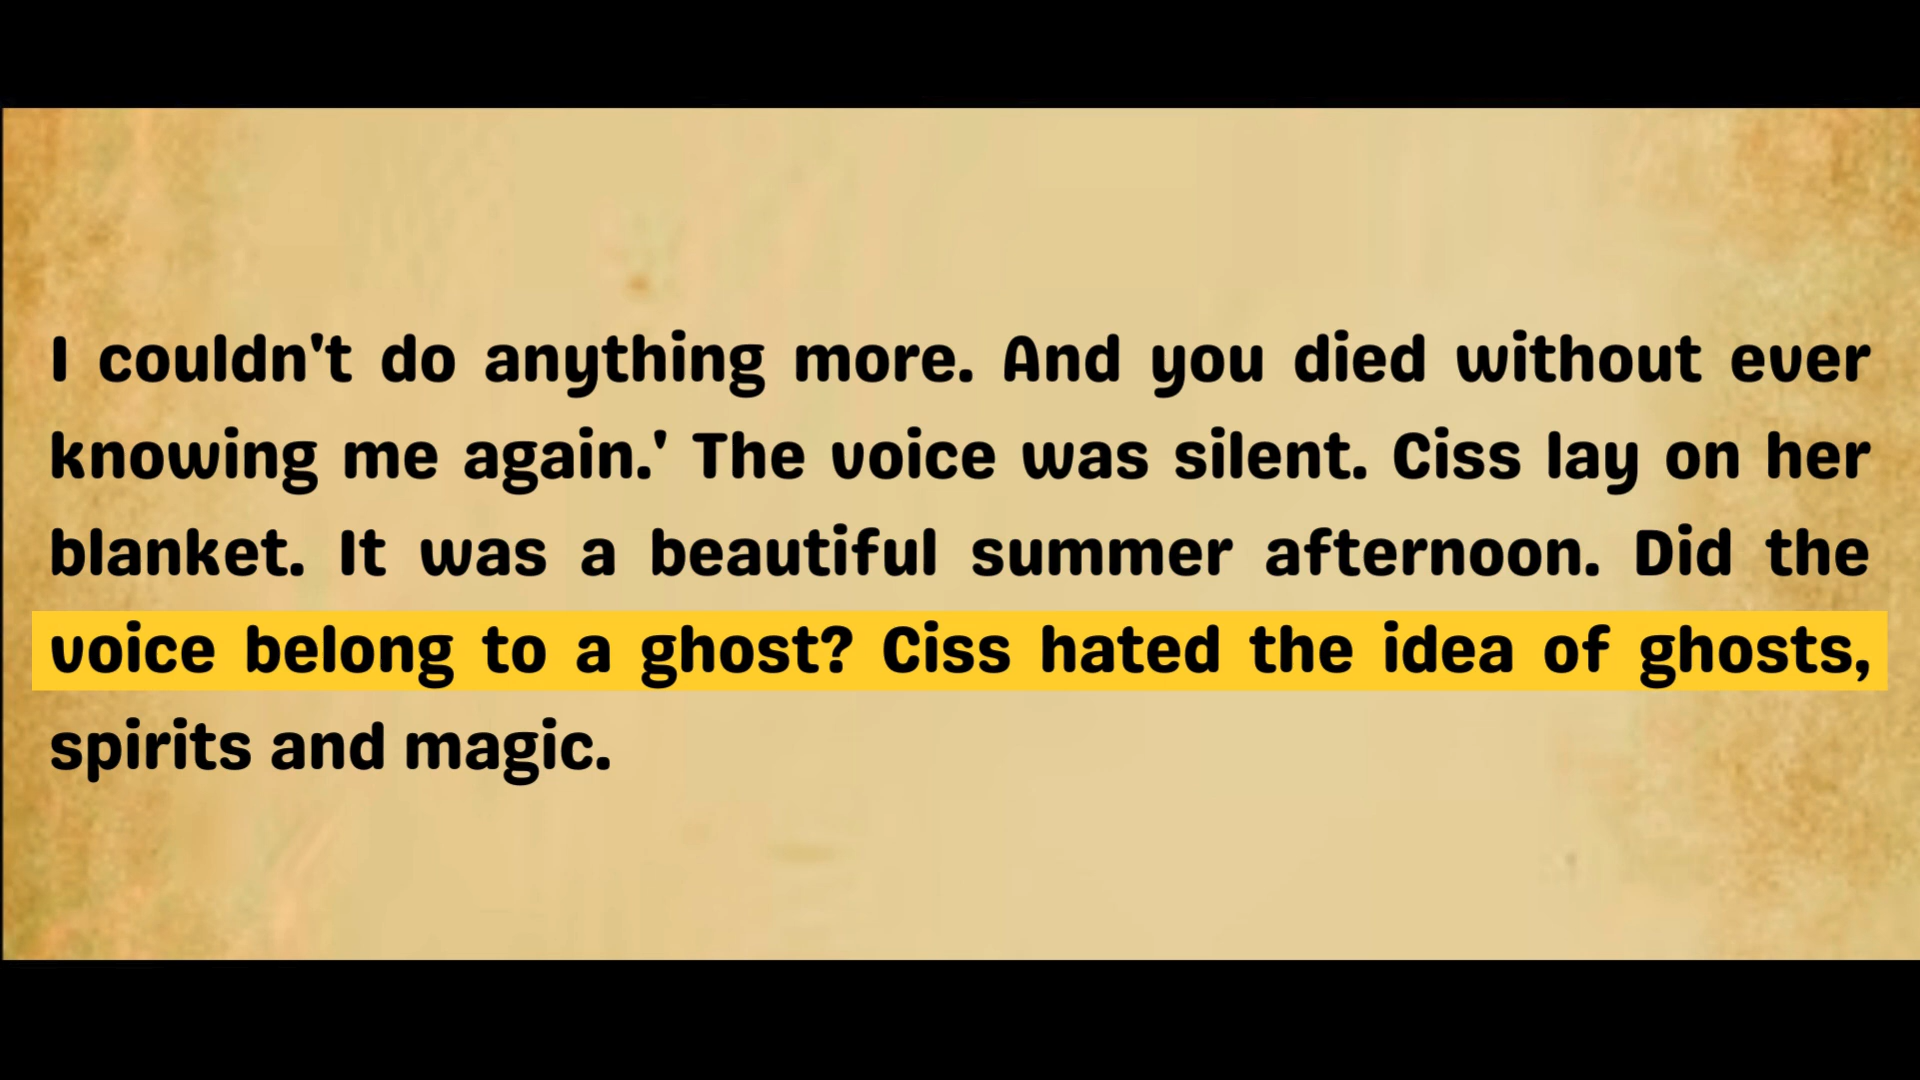 I couldn't do anything more. And you died without ever
knowing me again.' The voice was silent. Ciss lay on her
blanket. It was a beautiful summer afternoon. Did the
voice belong to a ghost? Ciss hated the idea of ghosts,
spirits and magic.